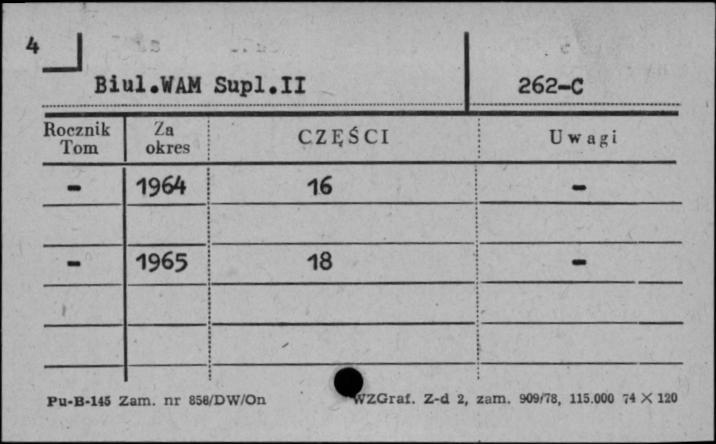 4
Biul.WAM Supl.II 262-C
Rocznik Tom Za okres CZĘŚCI Uwagi
- 1964 16 -
- 1965 18 -
Pu-B-145 Zam. nr 858/DW/On WZGraf. Z-d 2, zam. 909/78, 115.000 74 X 120